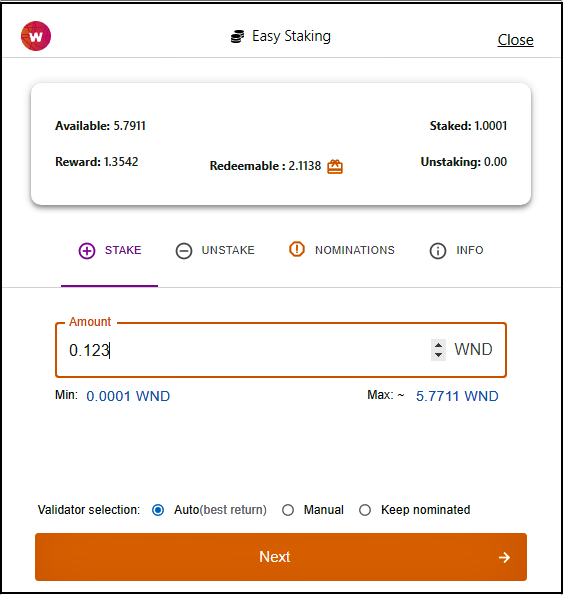 W
Easy Staking
Close
Available: 5.7911
Staked: 1.0001
Reward: 1.3542
Redeemable : 2.1138
Unstaking: 0.00
STAKE UNSTAKE NOMINATIONS INFO
Amount
0.123 WND
Min: 0.0001 WND Max: ~ 5.7711 WND
Validator selection: Auto(best return) Manual Keep nominated
Next